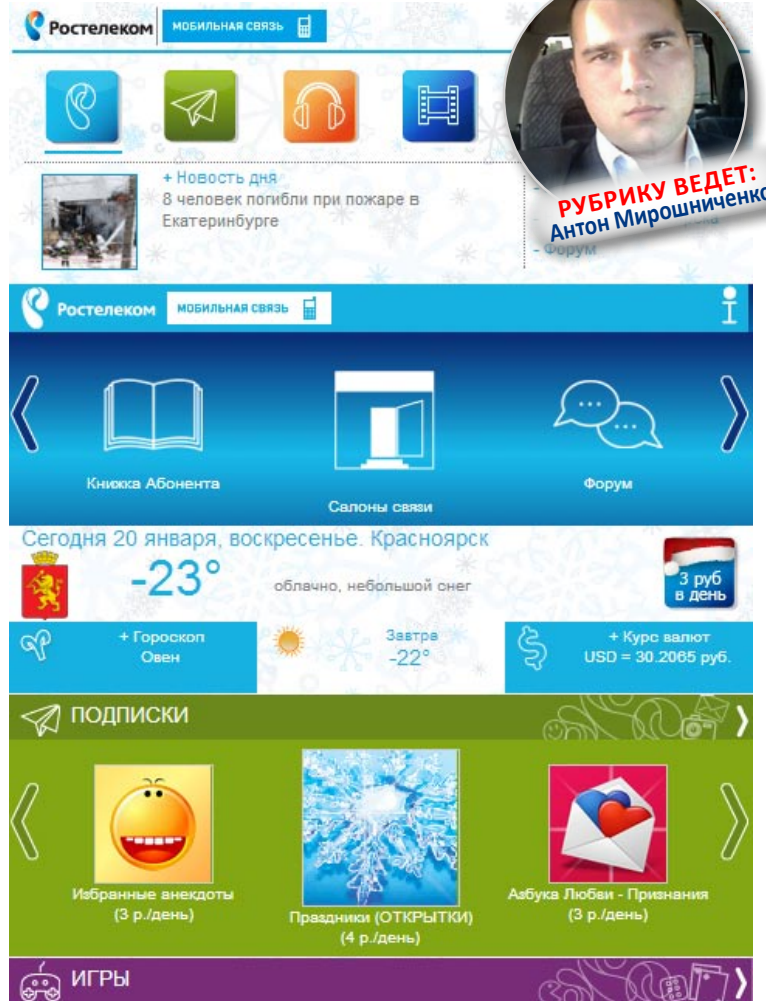 Ростелеком
МОБИЛЬНАЯ СВЯЗЬ
+ Новость дня
8 человек погибли при пожаре в
Екатеринбурге
РУБРИКУ ВЕДЕТ:
Антон Мирошниченко
- Форум
Ростелеком
МОБИЛЬНАЯ СВЯЗЬ
Книжка Абонента
Салоны связи
Форум
Сегодня 20 января, воскресенье. Красноярск
-23°
облачно, небольшой снег
3 руб
в день
+ Гороскоп
Овен
Завтра
-22°
+ Курс валют
USD = 30.2065 руб.
ПОДПИСКИ
Избранные анекдоты
(3 р./день)
Праздники (ОТКРЫТКИ)
(4 р./день)
Азбука Любви - Признания
(3 р./день)
ИГРЫ